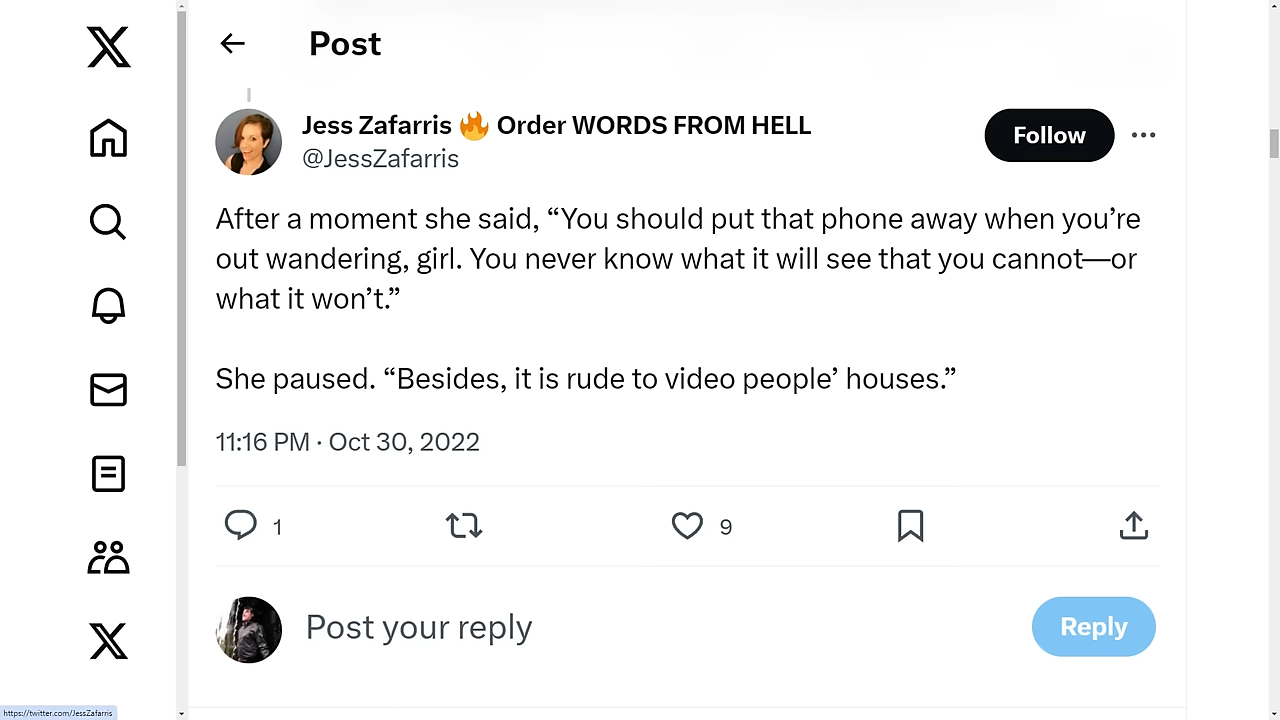 Post
Jess Zafarris 🔥 Order WORDS FROM HELL
@JessZafarris
Follow
After a moment she said, “You should put that phone away when you’re
out wandering, girl. You never know what it will see that you cannot—or
what it won’t.”
She paused. “Besides, it is rude to video people’ houses.”
11:16 PM · Oct 30, 2022
1
9
Post your reply
Reply
https://twitter.com/JessZafarris